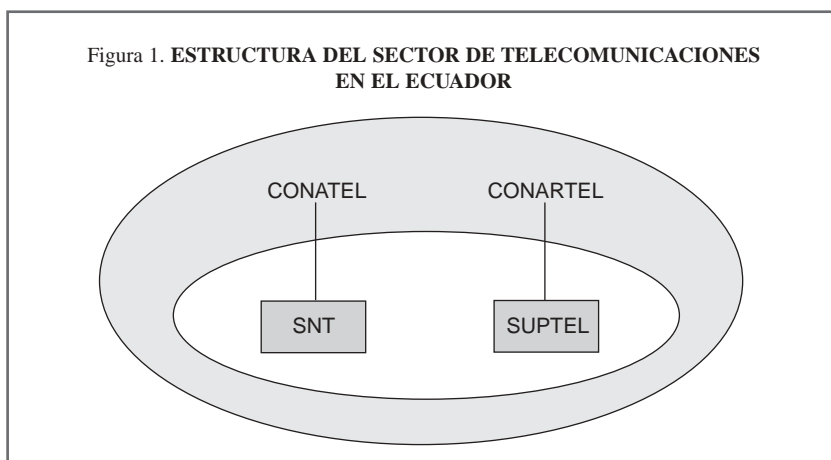 Figura 1. ESTRUCTURA DEL SECTOR DE TELECOMUNICACIONES
EN EL ECUADOR
CONATEL CONARTEL
SNT SUPTEL